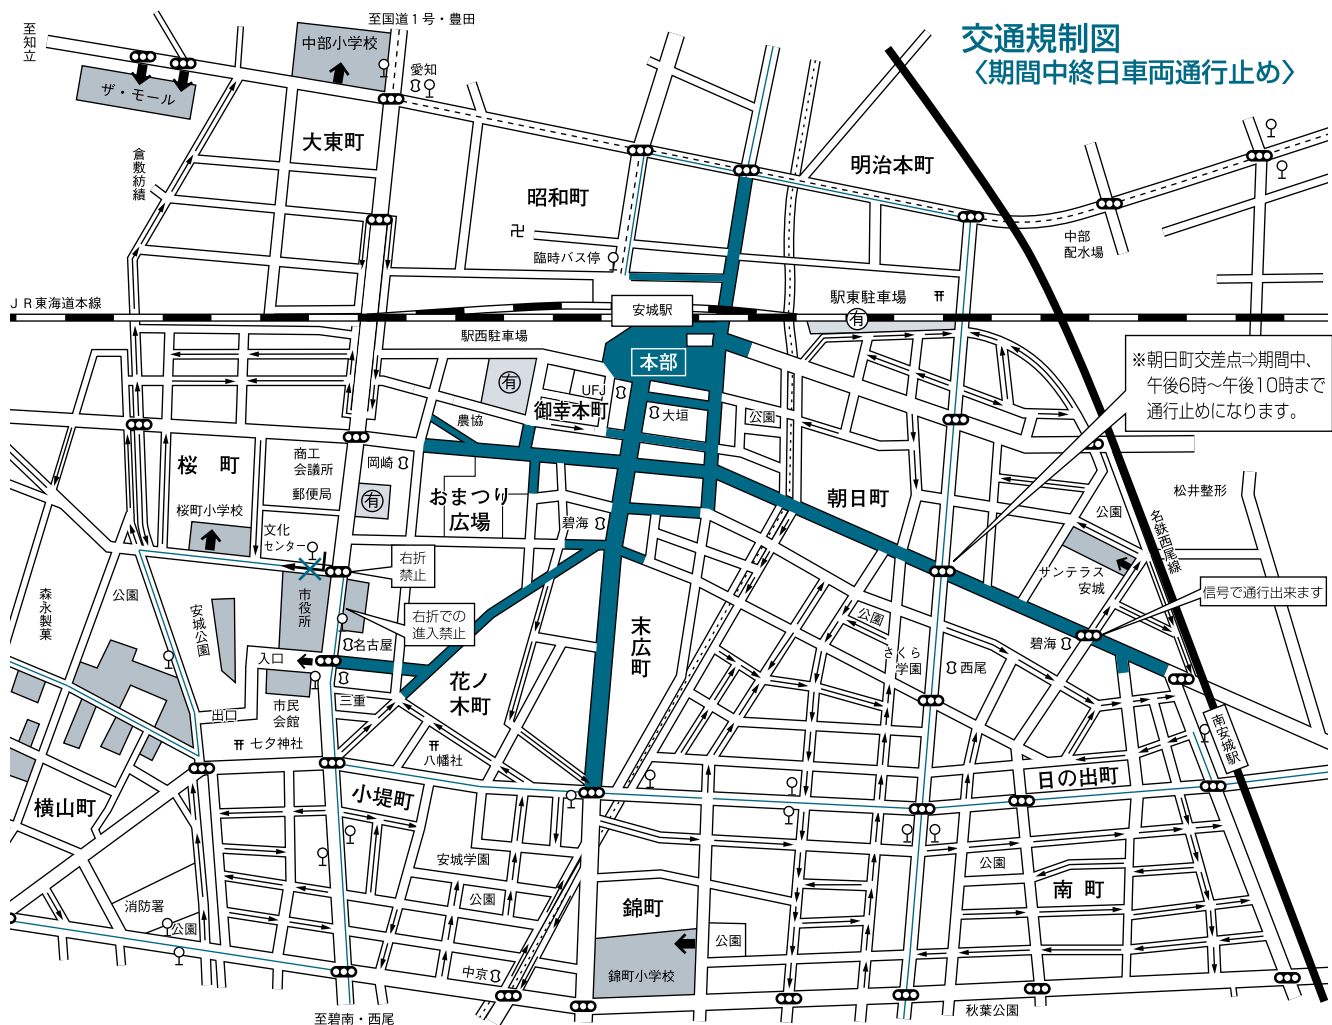 交通規制図
〈期間中終日車両通行止め〉
至国道1号・豊田
至知立
中部小学校
愛知
ザ・モール
大東町
倉敷紡績
昭和町
明治本町
卍
臨時バス停
中部
配水場
JR東海道本線
安城駅
駅東駐車場
有
駅西駐車場
本部
※朝日町交差点⇒期間中、
午後6時～午後10時まで
通行止めになります。
有
UFJ
御幸本町
農協
大垣
公園
桜 町
商工
会議所
郵便局
岡崎
有
おまつり
広場
朝日町
松井整形
桜町小学校
文化
センター
碧海
公園
名鉄西尾線
右折
禁止
サンテラス
安城
信号で通行出来ます
森永製菓
公園
安城公園
市役所
右折での
進入禁止
名古屋
末広町
公園
さくら
学園
西尾
碧海
入口
三重
花ノ
木町
出口
市民
会館
七夕神社
八幡社
南安城駅
横山町
小堤町
日の出町
安城学園
公園
公園
南 町
消防署
公園
錦町
公園
錦町小学校
中京
秋葉公園
至碧南・西尾